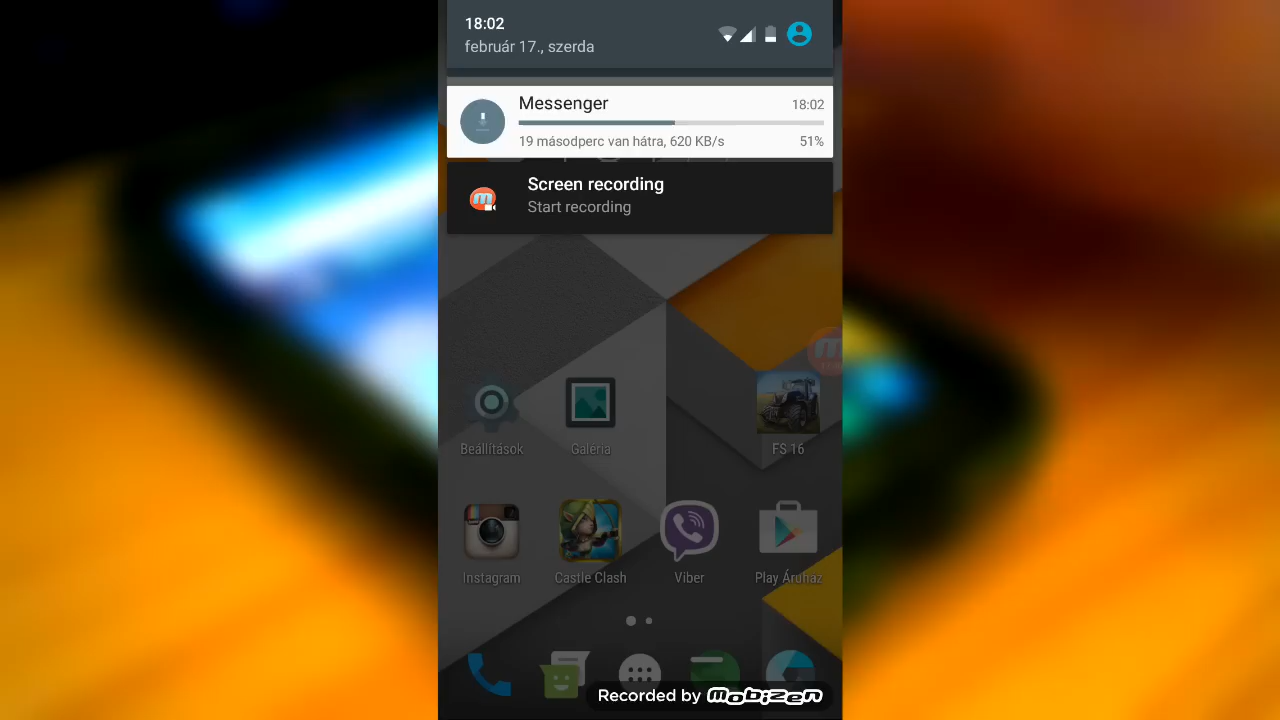 18:02
február 17., szerda
Messenger
18:02
19 másodperc van hátra, 620 KB/s
51%
Screen recording
Start recording
Beállítások
Galéria
FS 16
Instagram
Castle Clash
Viber
Play Áruház
Recorded by mobizen